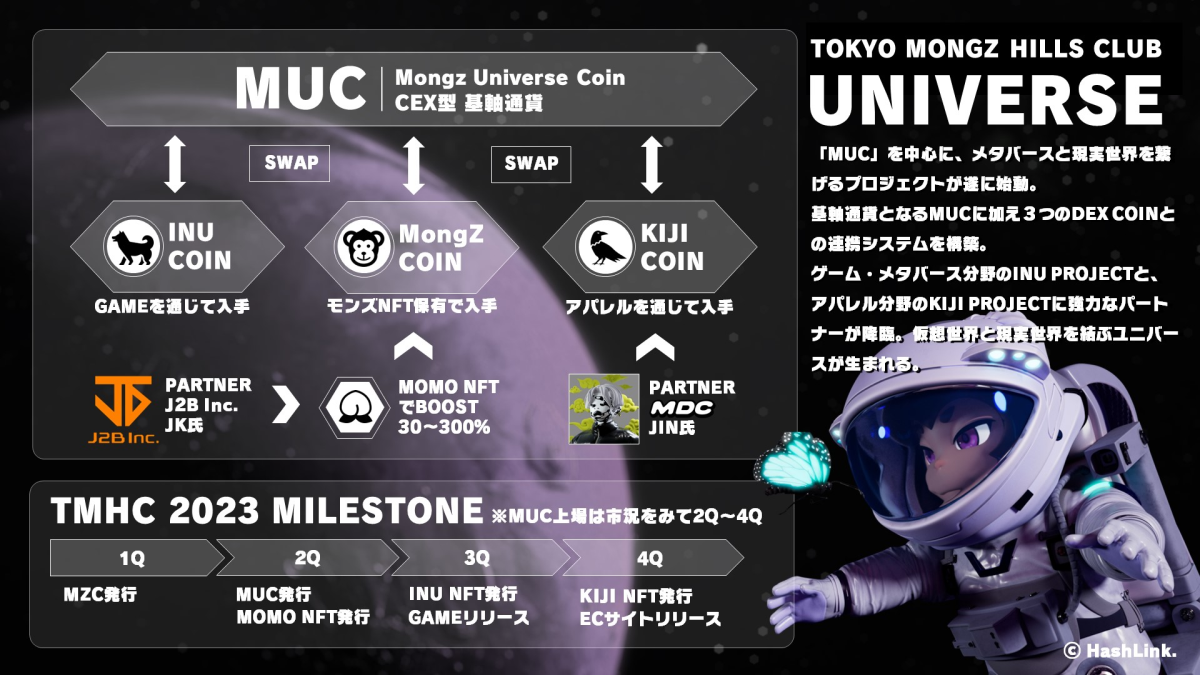 MUC
Mongz Universe Coin
CEX型 基軸通貨
SWAP
SWAP
INU
COIN
GAMEを通じて入手
MongZ
COIN
モンズNFT保有で入手
KIJI
COIN
アパレルを通じて入手
J2B Inc.
PARTNER
J2B Inc.
JK氏
MOMO NFT
でBOOST
30〜300%
PARTNER
MDC
JIN氏
TOKYO MONGZ HILLS CLUB
UNIVERSE
「MUC」を中心に、メタバースと現実世界を繋
げるプロジェクトが遂に始動。
基軸通貨となるMUCに加え３つのDEX COINと
の連携システムを構築。
ゲーム・メタバース分野のINU PROJECTと、
アパレル分野のKIJI PROJECTに強力なパート
ナーが降臨。仮想世界と現実世界を結ぶユニバー
スが生まれる。
TMHC 2023 MILESTONE ※MUC上場は市況をみて2Q〜4Q
1Q
MZC発行
2Q
MUC発行
MOMO NFT発行
3Q
INU NFT発行
GAMEリリース
4Q
KIJI NFT発行
ECサイトリリース
© HashLink.